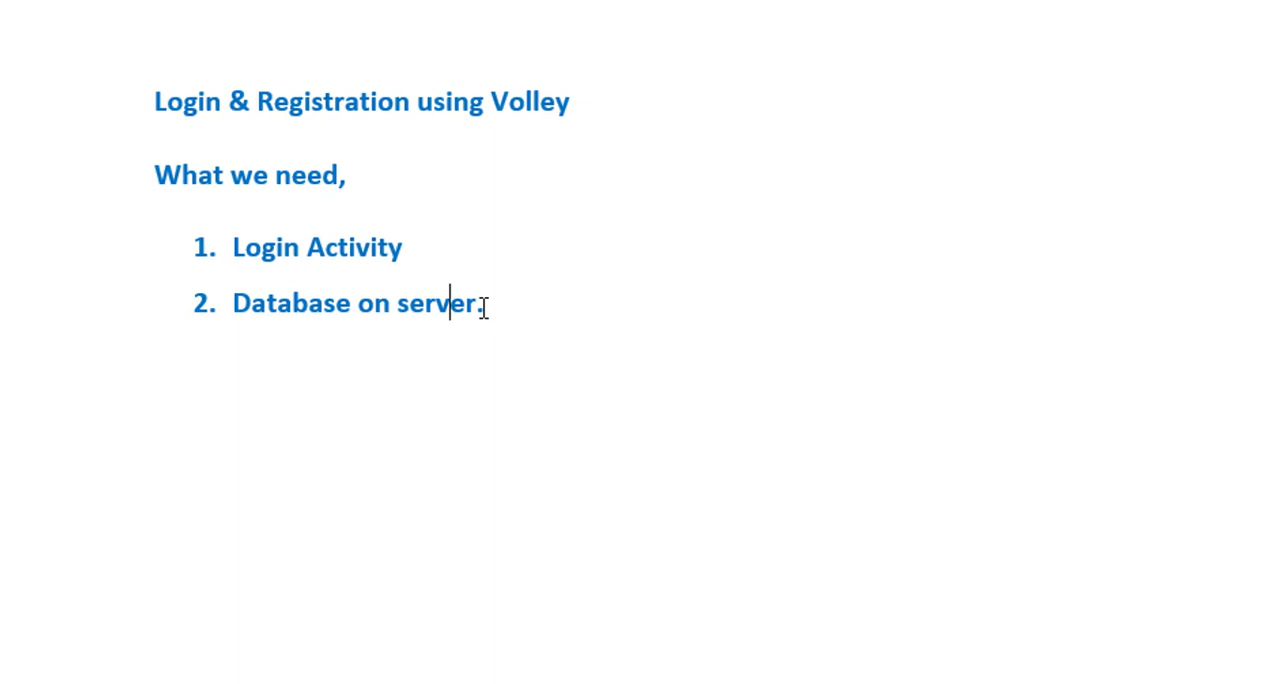 Login & Registration using Volley
What we need,
1. Login Activity
2. Database on server.